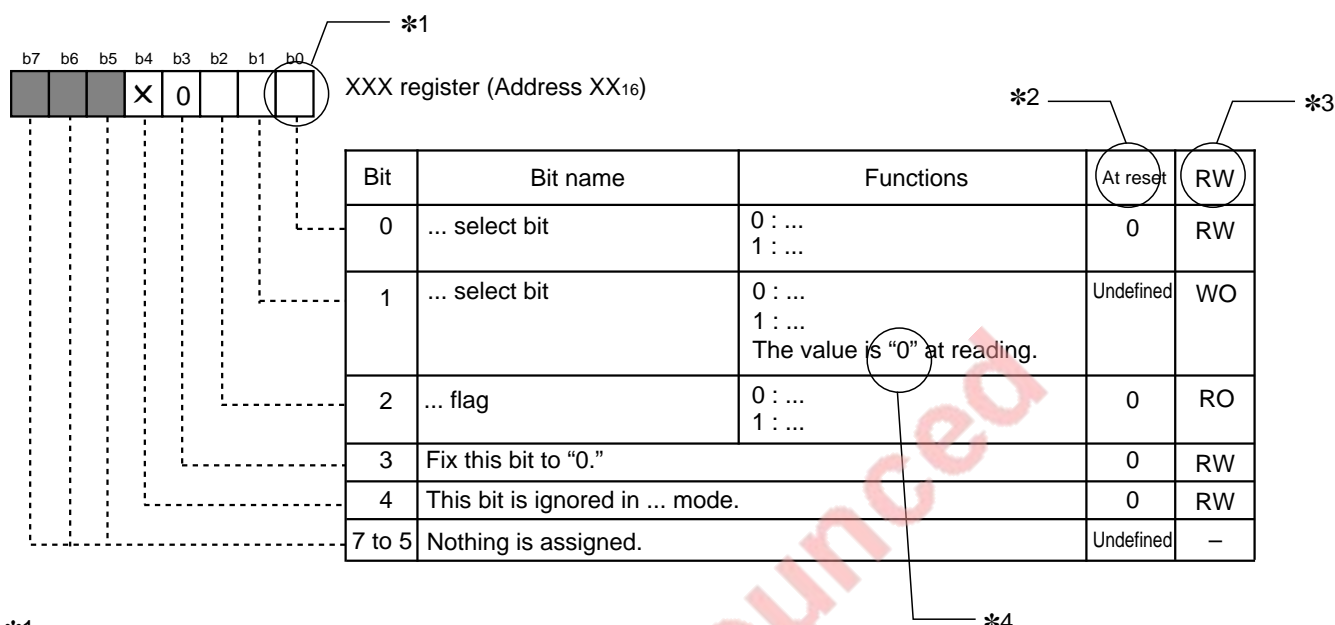 ✽1
b7 b6 b5 b4 b3 b2 b1 b0
X 0
XXX register (Address XX16)
✽2
✽3
Bit Bit name Functions At reset RW
0 ... select bit 0 : ... 0 RW
1 : ...
1 ... select bit 0 : ... Undefined WO
1 : ...
The value is “0” at reading.
2 ... flag 0 : ... 0 RO
1 : ...
3 Fix this bit to “0.” 0 RW
4 This bit is ignored in ... mode. 0 RW
7 to 5 Nothing is assigned. Undefined –
✽4
✽1